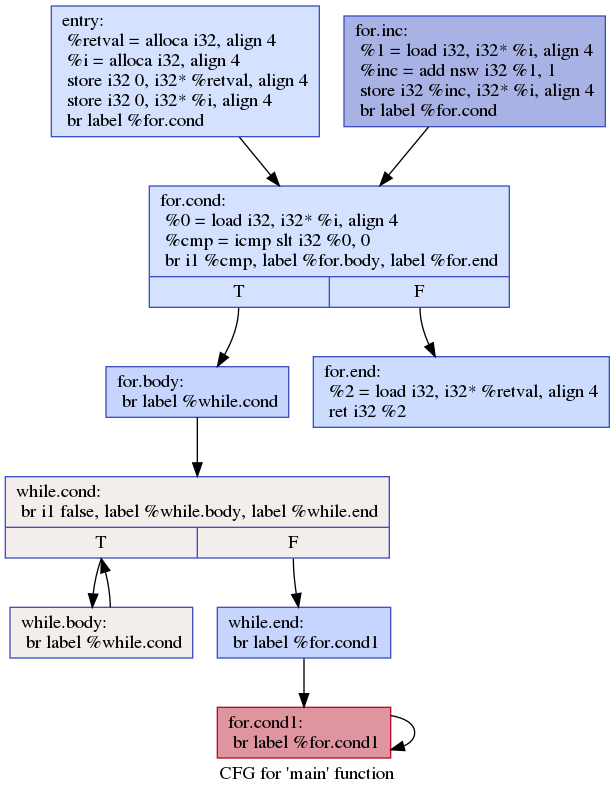 entry:
%retval = alloca i32, align 4
%i = alloca i32, align 4
store i32 0, i32* %retval, align 4
store i32 0, i32* %i, align 4
br label %for.cond
for.inc:
%1 = load i32, i32* %i, align 4
%inc = add nsw i32 %1, 1
store i32 %inc, i32* %i, align 4
br label %for.cond
for.cond:
%0 = load i32, i32* %i, align 4
%cmp = icmp slt i32 %0, 0
br i1 %cmp, label %for.body, label %for.end
T
F
for.body:
br label %while.cond
for.end:
%2 = load i32, i32* %retval, align 4
ret i32 %2
while.cond:
br i1 false, label %while.body, label %while.end
T
F
while.body:
br label %while.cond
while.end:
br label %for.cond1
for.cond1:
br label %for.cond1
CFG for 'main' function